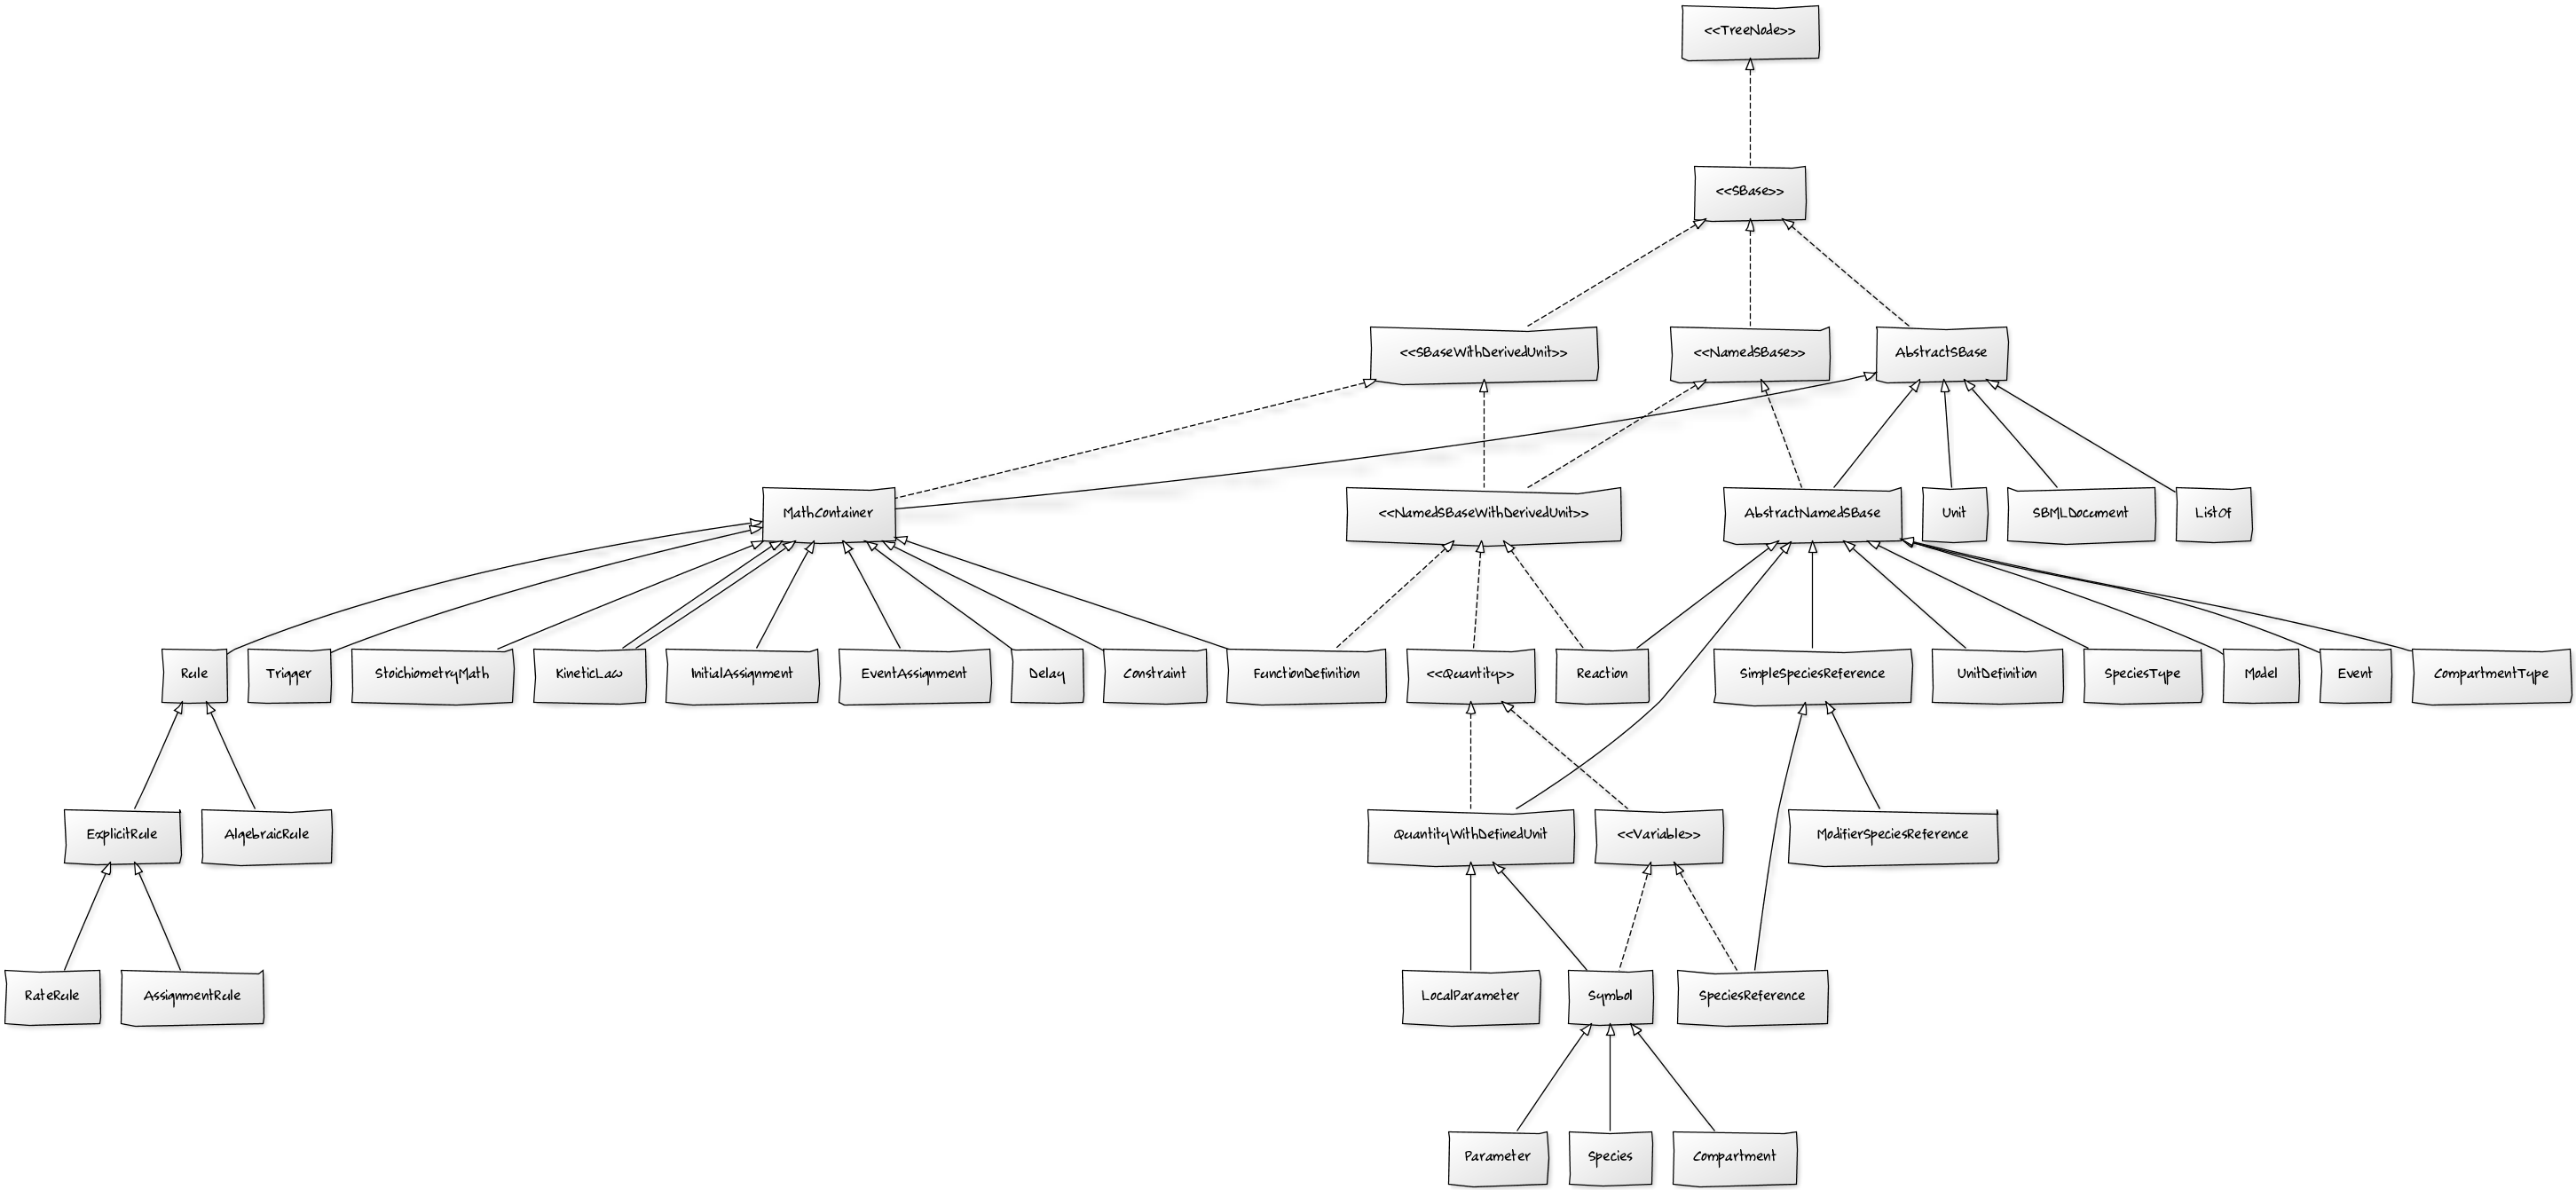 <<TreeNode>>
<<SBase>>
<<SBaseWithDerivedUnit>>
<<NamedSBase>>
AbstractSBase
MathContainer
<<NamedSBaseWithDerivedUnit>>
AbstractNamedSBase
Unit
SBMLDocument
ListOf
Rule
Trigger
StoichiometryMath
KineticLaw
InitialAssignment
EventAssignment
Delay
Constraint
FunctionDefinition
<<Quantity>>
Reaction
SimpleSpeciesReference
UnitDefinition
SpeciesType
Model
Event
CompartmentType
ExplicitRule
AlgebraicRule
QuantityWithDefinedUnit
<<Variable>>
ModifierSpeciesReference
RateRule
AssignmentRule
LocalParameter
Symbol
SpeciesReference
Parameter
Species
Compartment